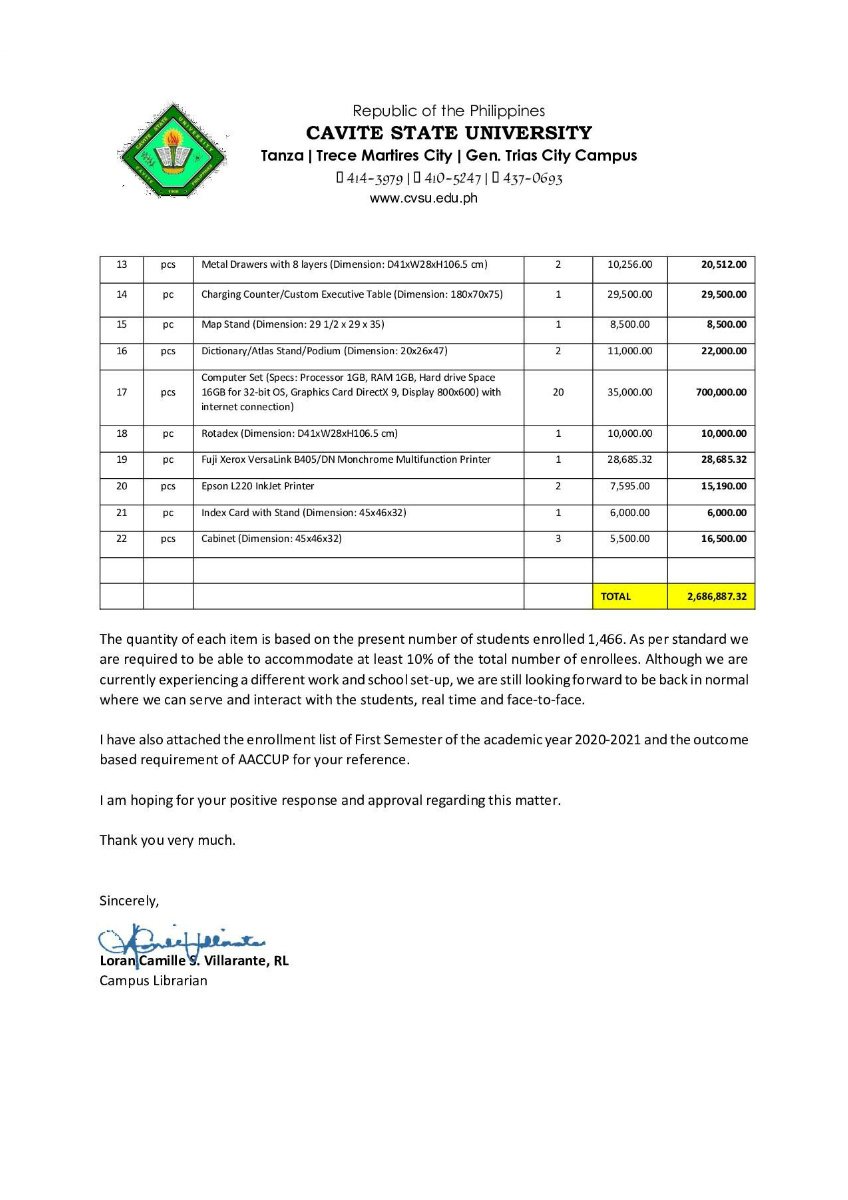 Republic of the Philippines
CAVITE STATE UNIVERSITY
Tanza | Trece Martires City | Gen. Trias City Campus
414-3979 | 410-5247 | 437-0693
www.cvsu.edu.ph
13 pcs Metal Drawers with 8 layers (Dimension: D41xW28xH106.5 cm) 2 10,256.00 20,512.00
14 pc Charging Counter/Custom Executive Table (Dimension: 180x70x75) 1 29,500.00 29,500.00
15 pc Map Stand (Dimension: 29 1/2 x 29 x 35) 1 8,500.00 8,500.00
16 pcs Dictionary/Atlas Stand/Podium (Dimension: 20x26x47) 2 11,000.00 22,000.00
Computer Set (Specs: Processor 1GB, RAM 1GB, Hard drive Space
17 pcs 16GB for 32-bit OS, Graphics Card DirectX 9, Display 800x600) with 20 35,000.00 700,000.00
internet connection)
18 pc Rotadex (Dimension: D41xW28xH106.5 cm) 1 10,000.00 10,000.00
19 pc Fuji Xerox VersaLink B405/DN Monchrome Multifunction Printer 1 28,685.32 28,685.32
20 pcs Epson L220 InkJet Printer 2 7,595.00 15,190.00
21 pc Index Card with Stand (Dimension: 45x46x32) 1 6,000.00 6,000.00
22 pcs Cabinet (Dimension: 45x46x32) 3 5,500.00 16,500.00
TOTAL 2,686,887.32
The quantity of each item is based on the present number of students enrolled 1,466. As per standard we
are required to be able to accommodate at least 10% of the total number of enrollees. Although we are
currently experiencing a different work and school set-up, we are still looking forward to be back in normal
where we can serve and interact with the students, real time and face-to-face.
I have also attached the enrollment list of First Semester of the academic year 2020-2021 and the outcome
based requirement of AACCUP for your reference.
I am hoping for your positive response and approval regarding this matter.
Thank you very much.
Sincerely,
Loran Camille S. Villarante, RL
Campus Librarian